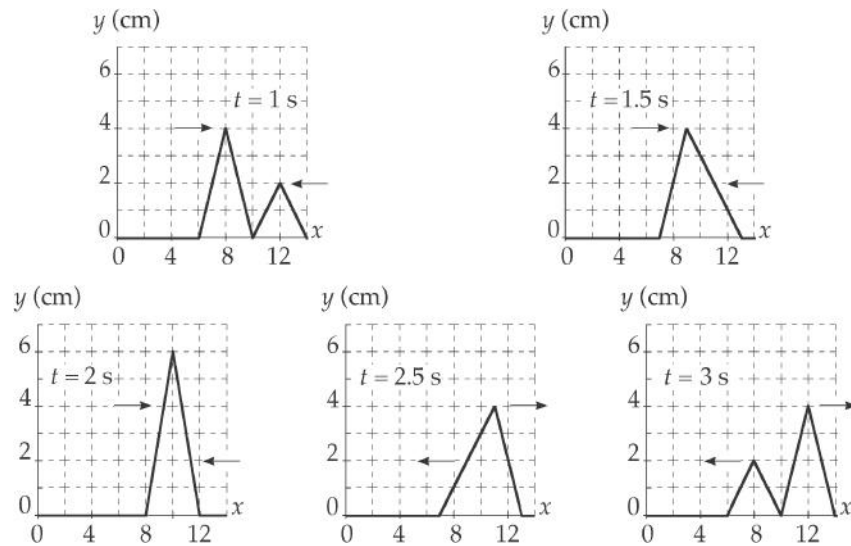 y (cm)
6
4
2
0
t = 1 s
0 4 8 12 x
y (cm)
6
4
2
0
t = 1.5 s
0 4 8 12 x
y (cm)
6
4
2
0
t = 2 s
0 4 8 12 x
y (cm)
6
4
2
0
t = 2.5 s
0 4 8 12 x
y (cm)
6
4
2
0
t = 3 s
0 4 8 12 x